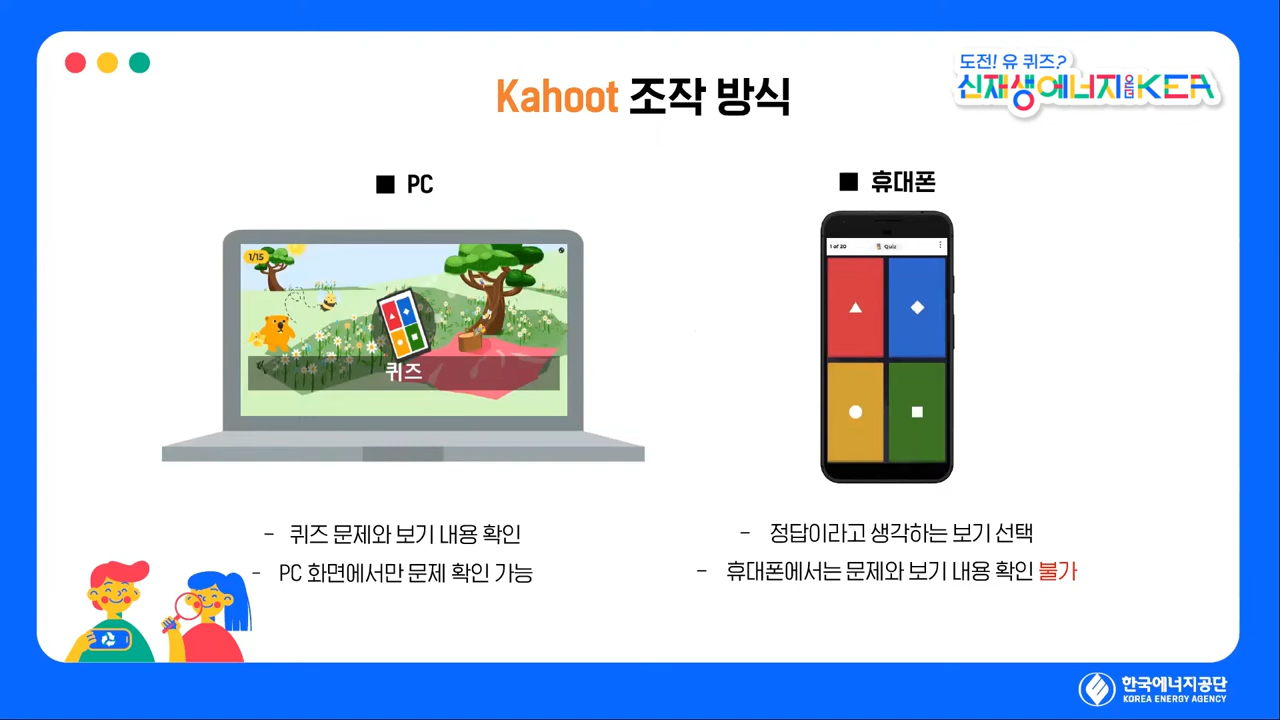 도전! 유 퀴즈?
신재생에너지 으뜸 KEA
Kahoot 조작 방식
■ PC
1/15
퀴즈
- 퀴즈 문제와 보기 내용 확인
- PC 화면에서만 문제 확인 가능
■ 휴대폰
1 of 20
Quiz
- 정답이라고 생각하는 보기 선택
- 휴대폰에서는 문제와 보기 내용 확인 불가
한국에너지공단
KOREA ENERGY AGENCY